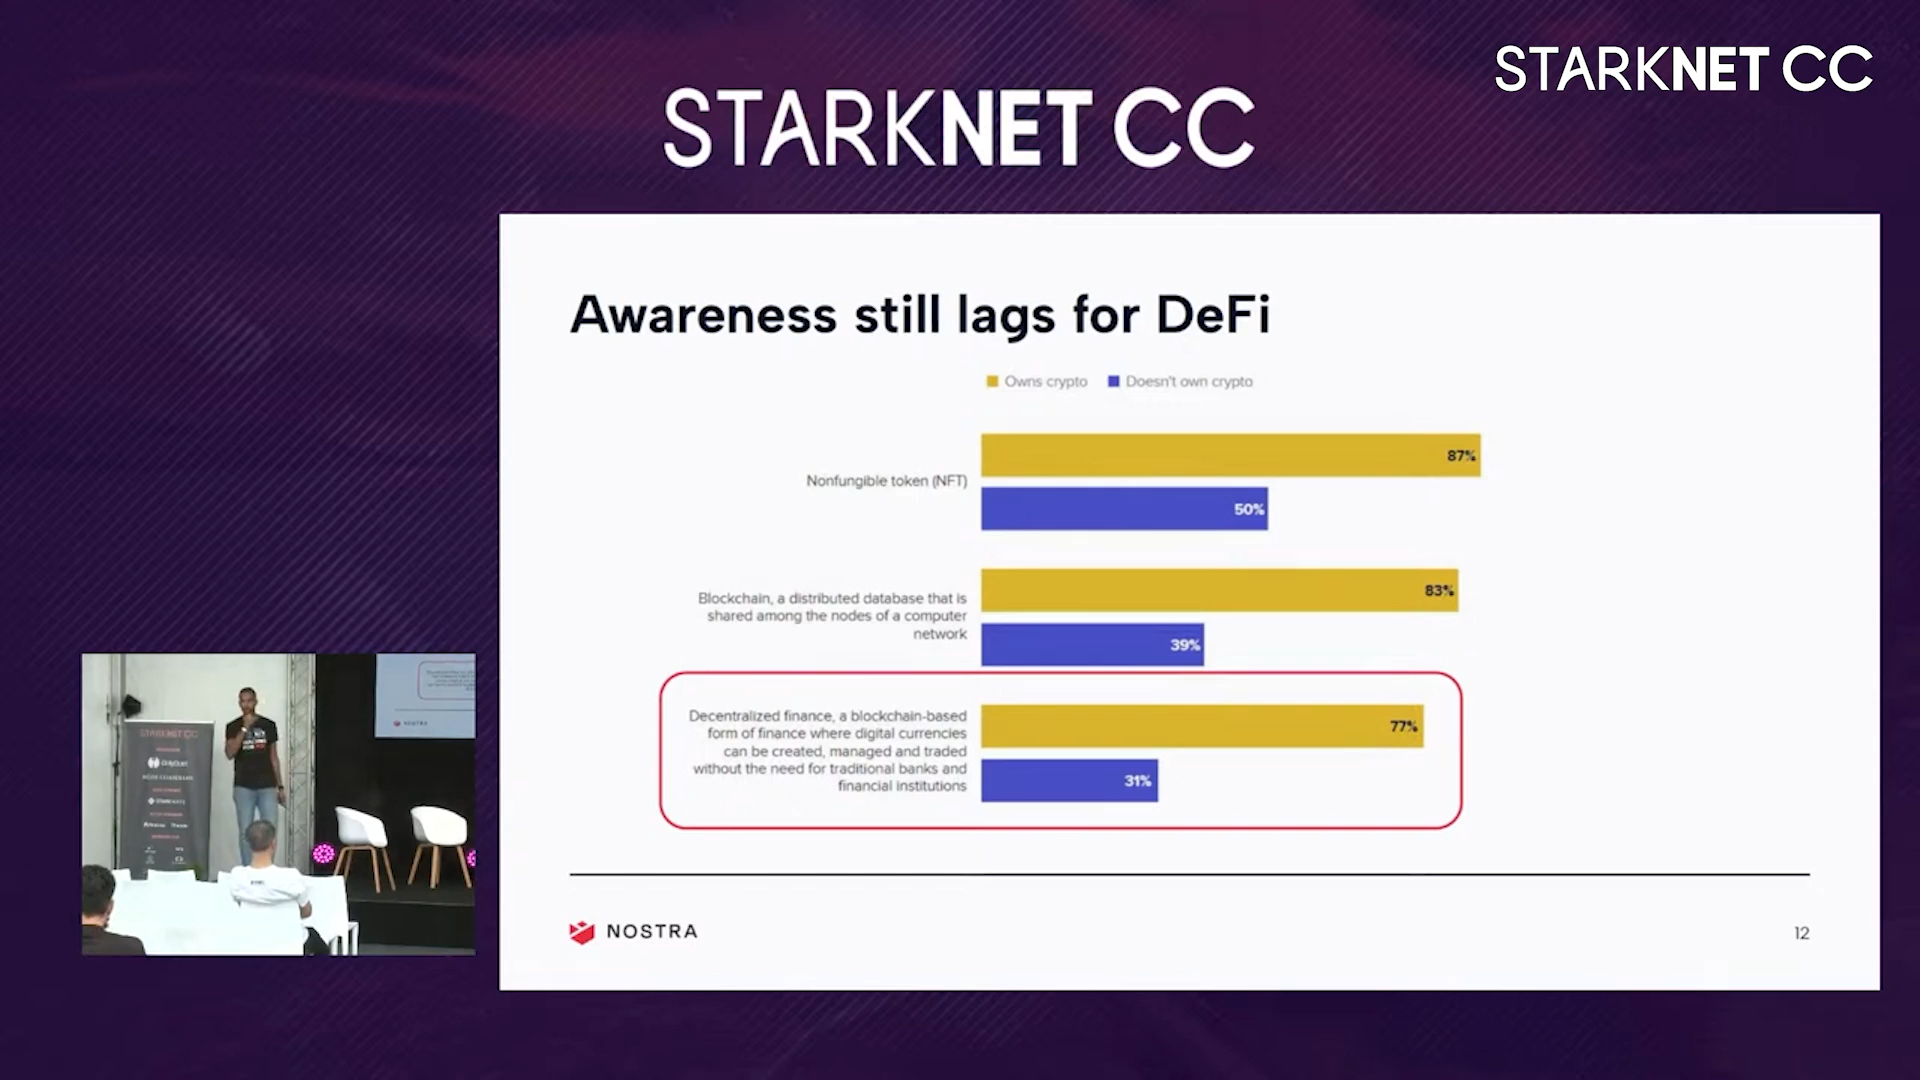 STARKNET CC
STARKNET CC
Awareness still lags for DeFi
Owns crypto
Doesn't own crypto
Nonfungible token (NFT)
87%
50%
Blockchain, a distributed database that is
shared among the nodes of a computer
network
83%
39%
Decentralized finance, a blockchain-based
form of finance where digital currencies
can be created, managed and traded
without the need for traditional banks and
financial institutions
77%
31%
NOSTRA
12
STARKNET CC
NOSTRA